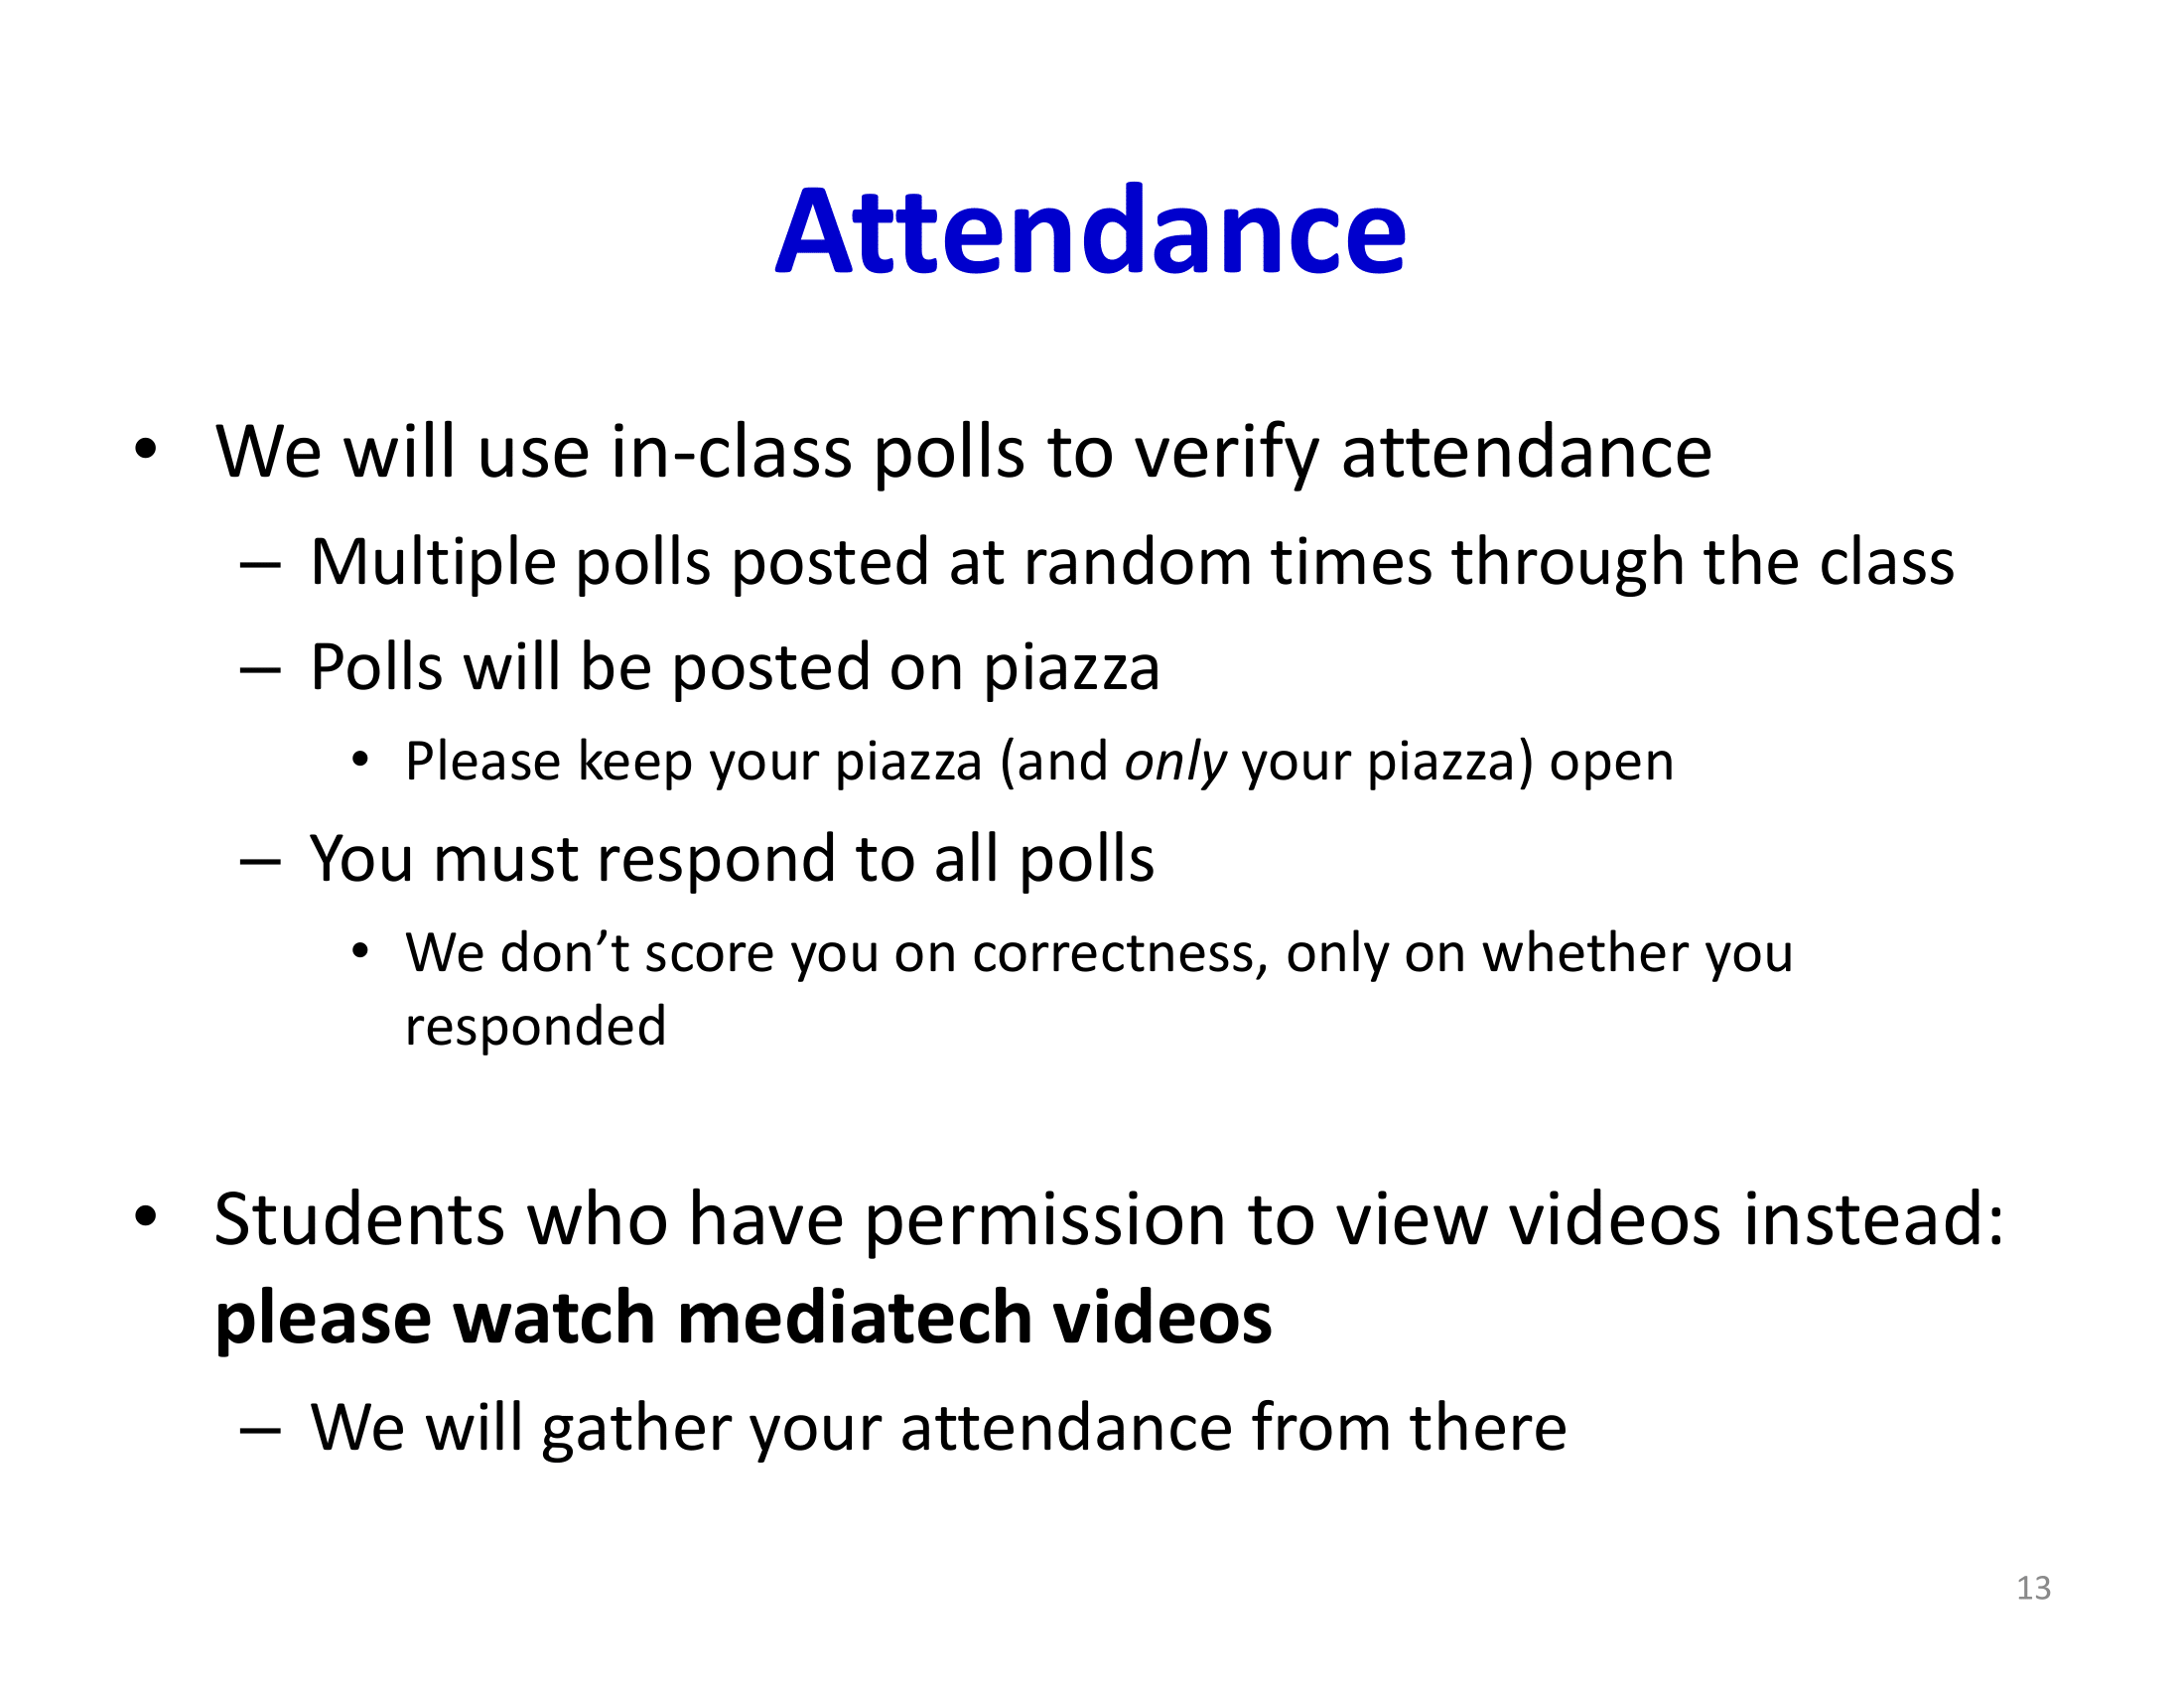 Attendance
• We will use in-class polls to verify attendance
– Multiple polls posted at random times through the class
– Polls will be posted on piazza
• Please keep your piazza (and only your piazza) open
– You must respond to all polls
• We don’t score you on correctness, only on whether you
responded
• Students who have permission to view videos instead:
please watch mediatech videos
– We will gather your attendance from there
13